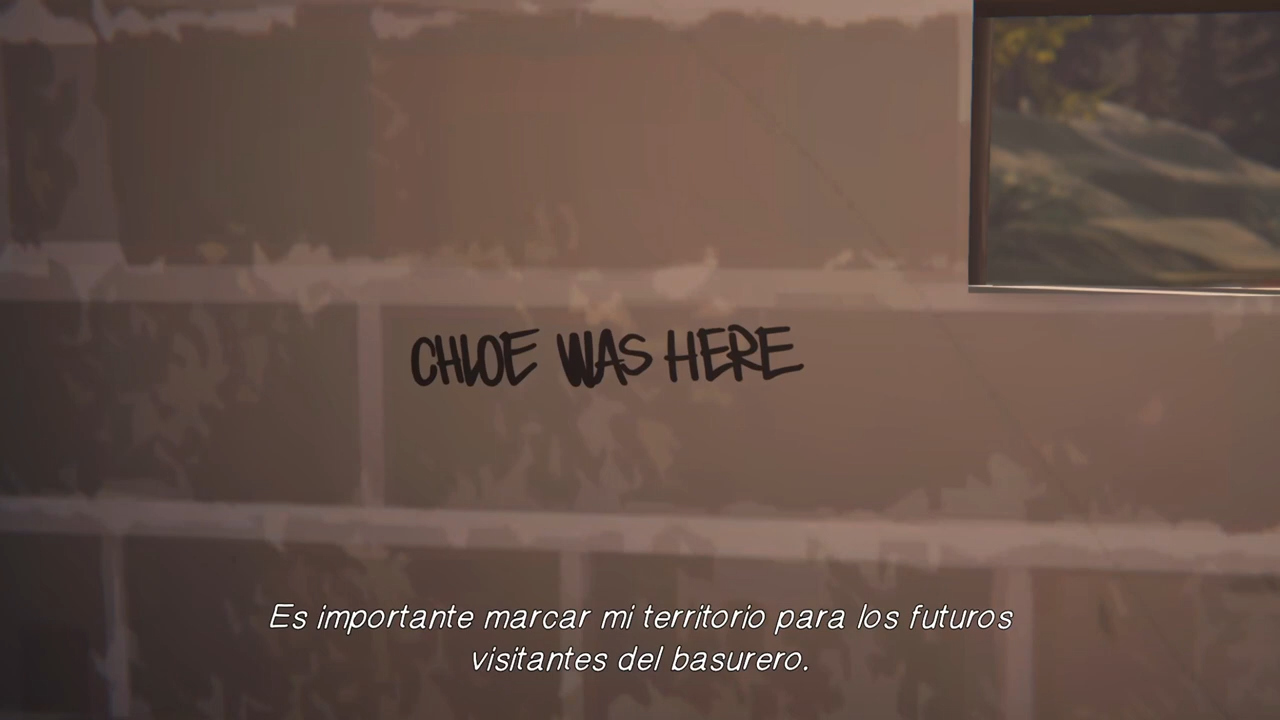 CHLOE WAS HERE
Es importante marcar mi territorio para los futuros
visitantes del basurero.